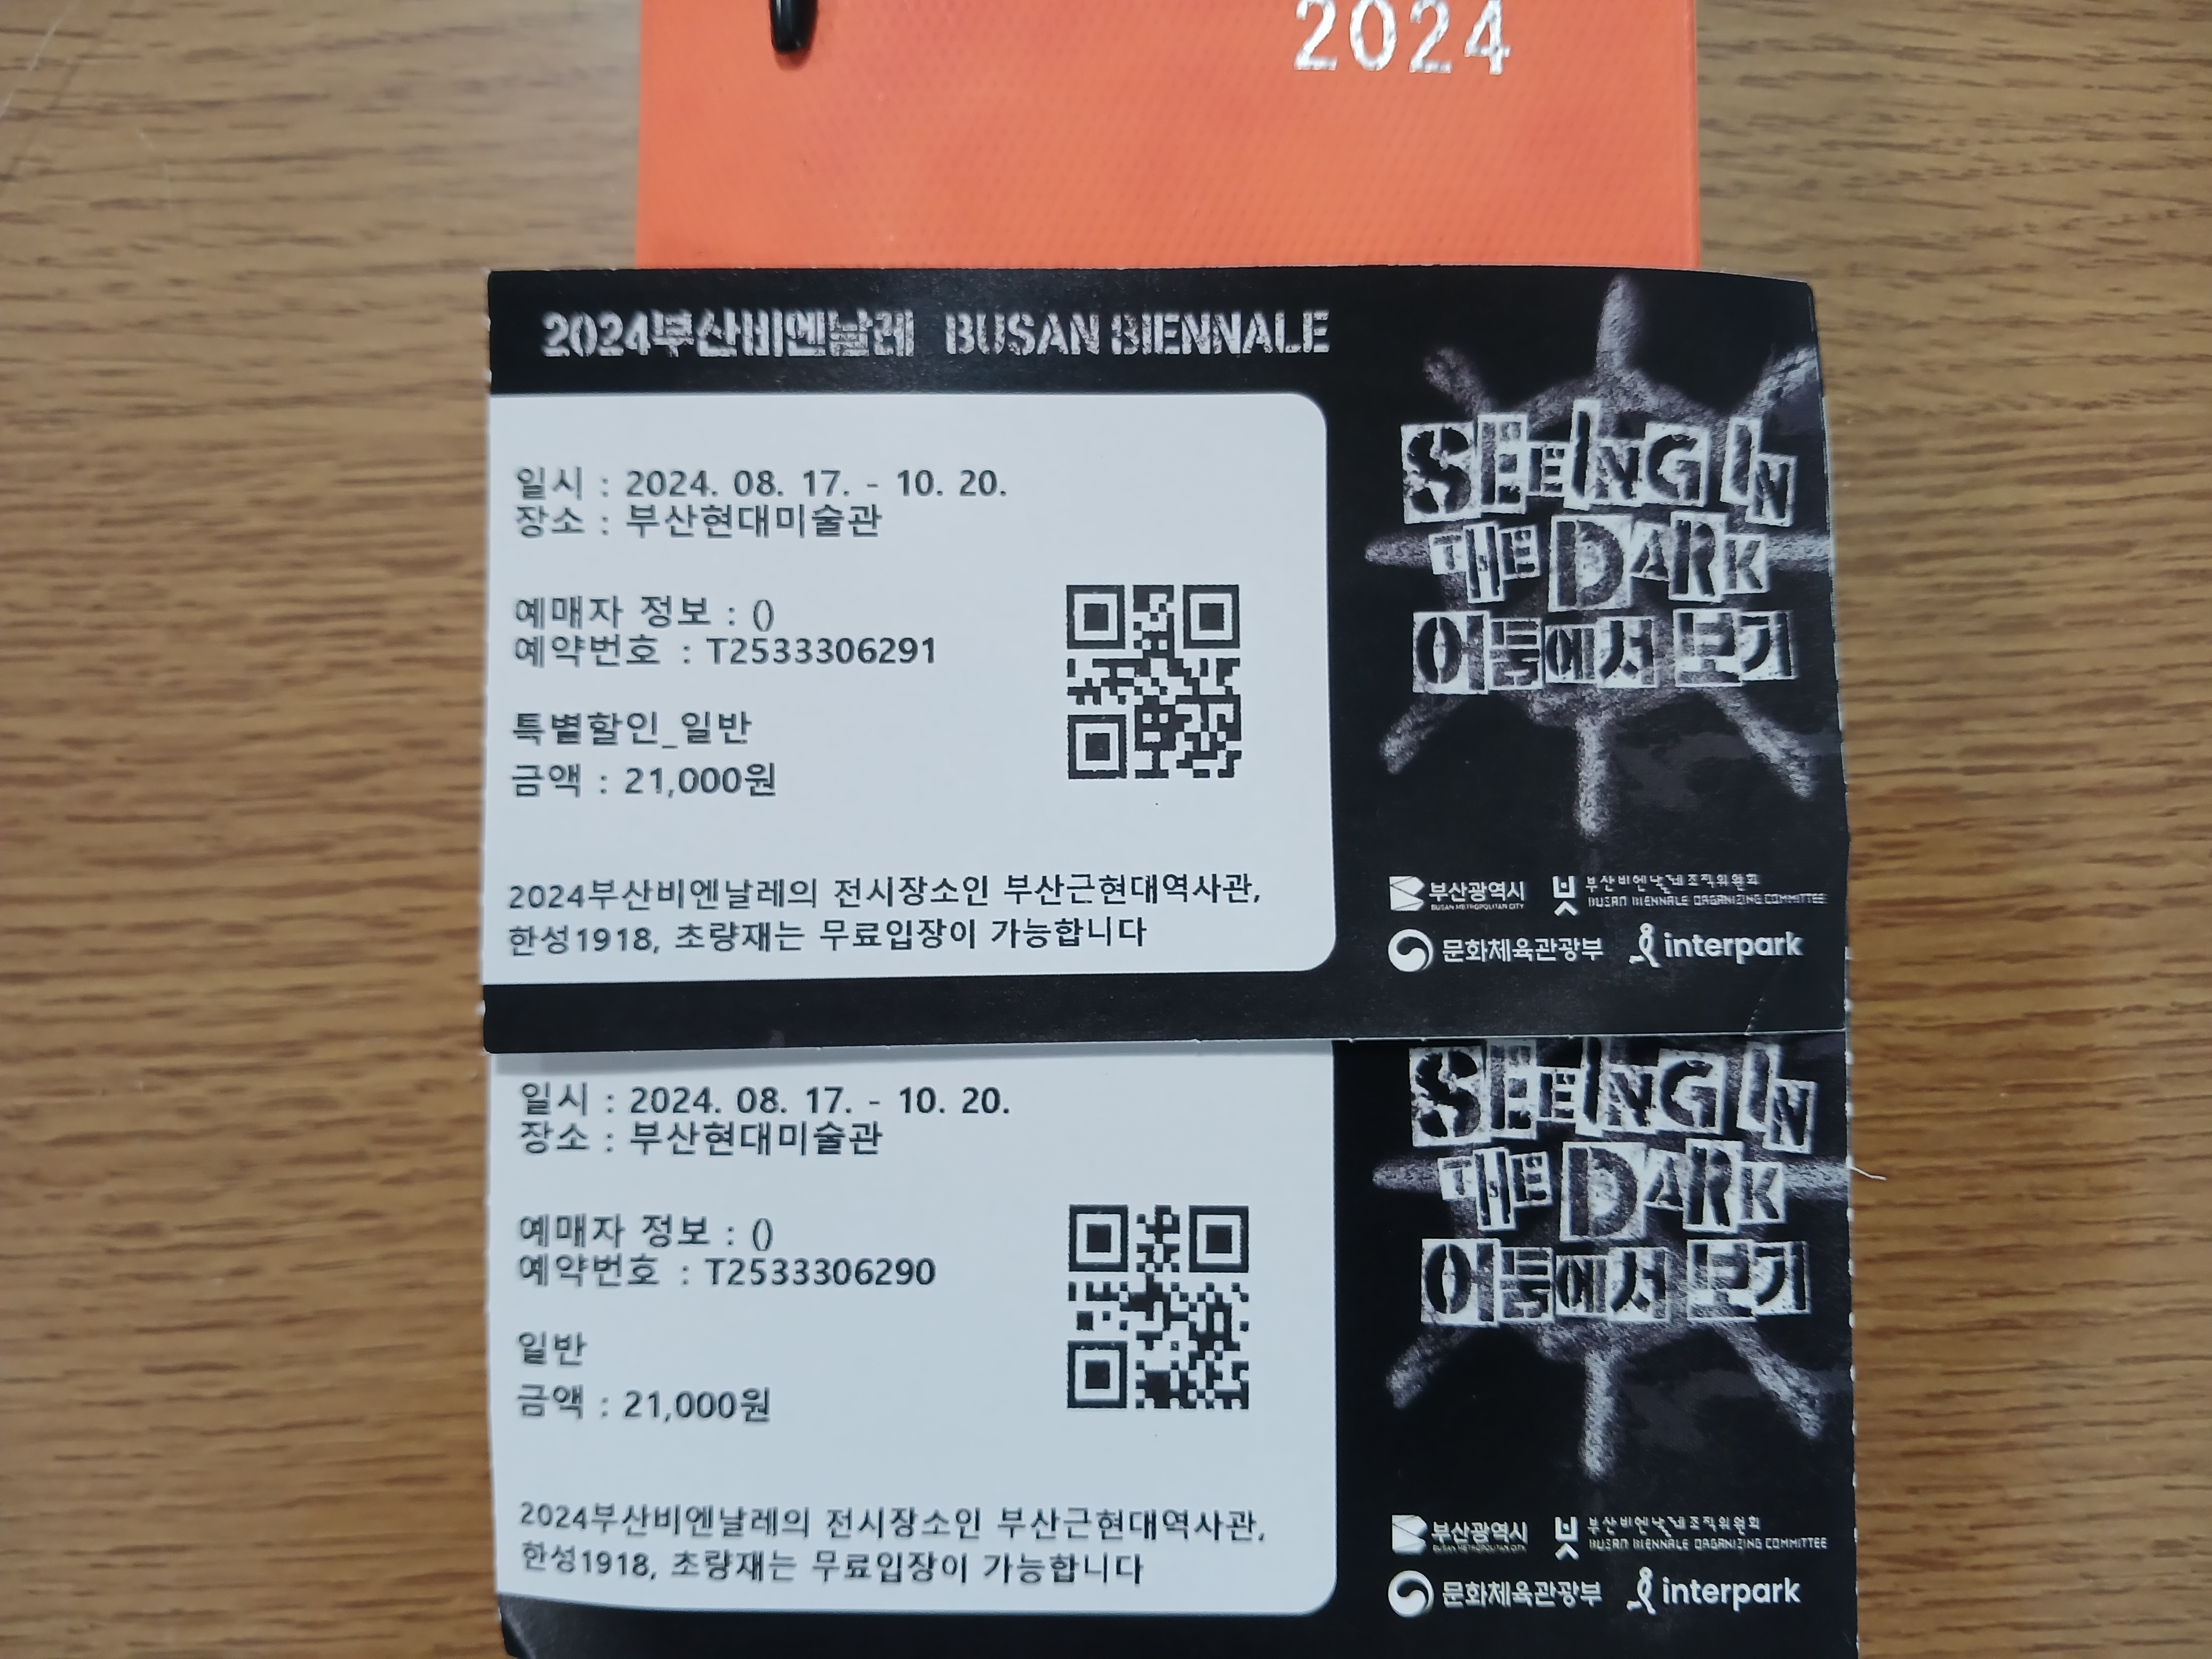 2024
2024부산비엔날레 BUSAN BIENNALE
일시 : 2024. 08. 17. - 10. 20.
장소 : 부산현대미술관
예매자 정보 : ()
예약번호 : T2533306291
특별할인_일반
금액 : 21,000원
2024부산비엔날레의 전시장소인 부산근현대역사관,
한성1918, 초량재는 무료입장이 가능합니다
SEEING IN
THE DARK
어둠에서 보기
부산광역시
BUSAN METROPOLITAN CITY
부산비엔날레조직위원회
BUSAN BIENNALE ORGANIZING COMMITTEE
문화체육관광부 interpark
일시 : 2024. 08. 17. - 10. 20.
장소 : 부산현대미술관
예매자 정보 : ()
예약번호 : T2533306290
일반
금액 : 21,000원
2024부산비엔날레의 전시장소인 부산근현대역사관,
한성1918, 초량재는 무료입장이 가능합니다
SEEING IN
THE DARK
어둠에서 보기
부산광역시
BUSAN METROPOLITAN CITY
부산비엔날레조직위원회
BUSAN BIENNALE ORGANIZING COMMITTEE
문화체육관광부 interpark